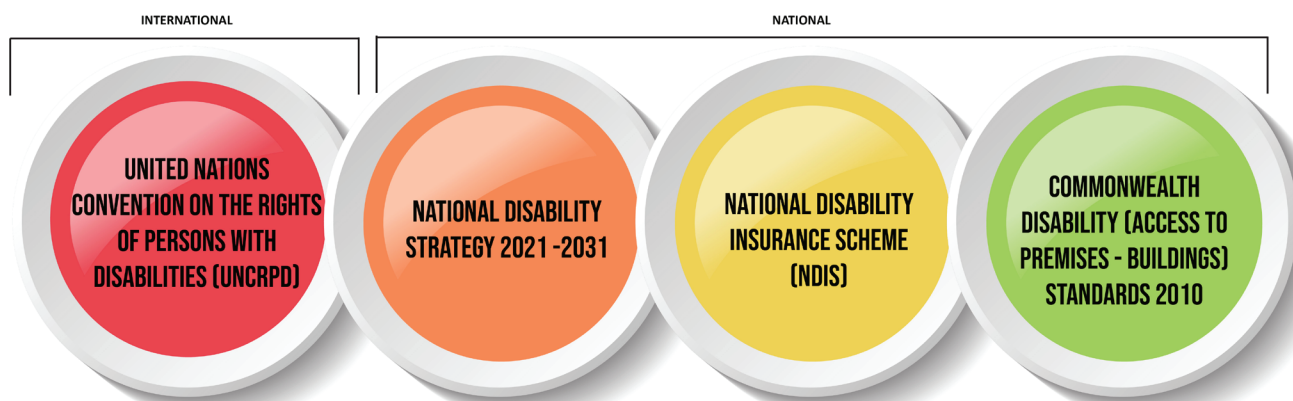 INTERNATIONAL
NATIONAL
UNITED NATIONS
CONVENTION ON THE RIGHTS
OF PERSONS WITH
DISABILITIES (UNCRPD)
NATIONAL DISABILITY
STRATEGY 2021 -2031
NATIONAL DISABILITY
INSURANCE SCHEME
(NDIS)
COMMONWEALTH
DISABILITY (ACCESS TO
PREMISES - BUILDINGS)
STANDARDS 2010